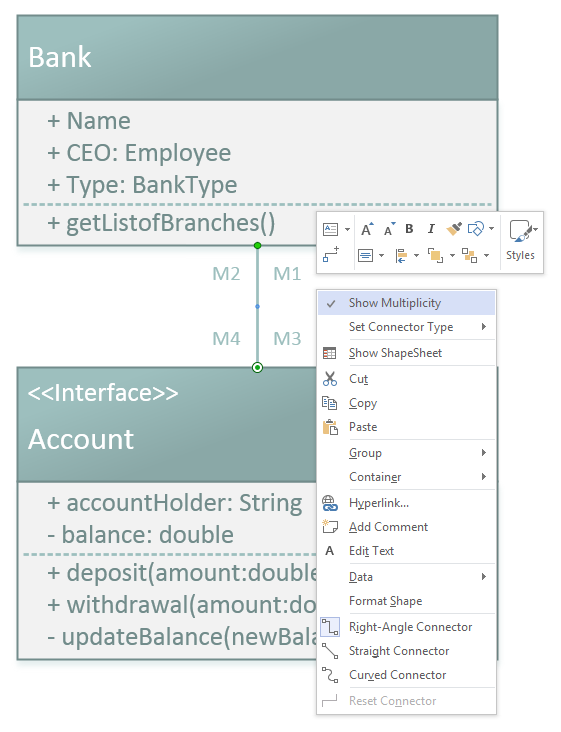 Bank
+ Name
+ CEO: Employee
+ Type: BankType
+ getListofBranches()
A A B I
Styles
M2 M1
M4 M3
<<Interface>>
Account
+ accountHolder: String
- balance: double
+ deposit(amount:double
+ withdrawal(amount:do
- updateBalance(newBala
Show Multiplicity
Set Connector Type
Show ShapeSheet
Cut
Copy
Paste
Group
Container
Hyperlink...
Add Comment
A Edit Text
Data
Format Shape
Right-Angle Connector
Straight Connector
Curved Connector
Reset Connector